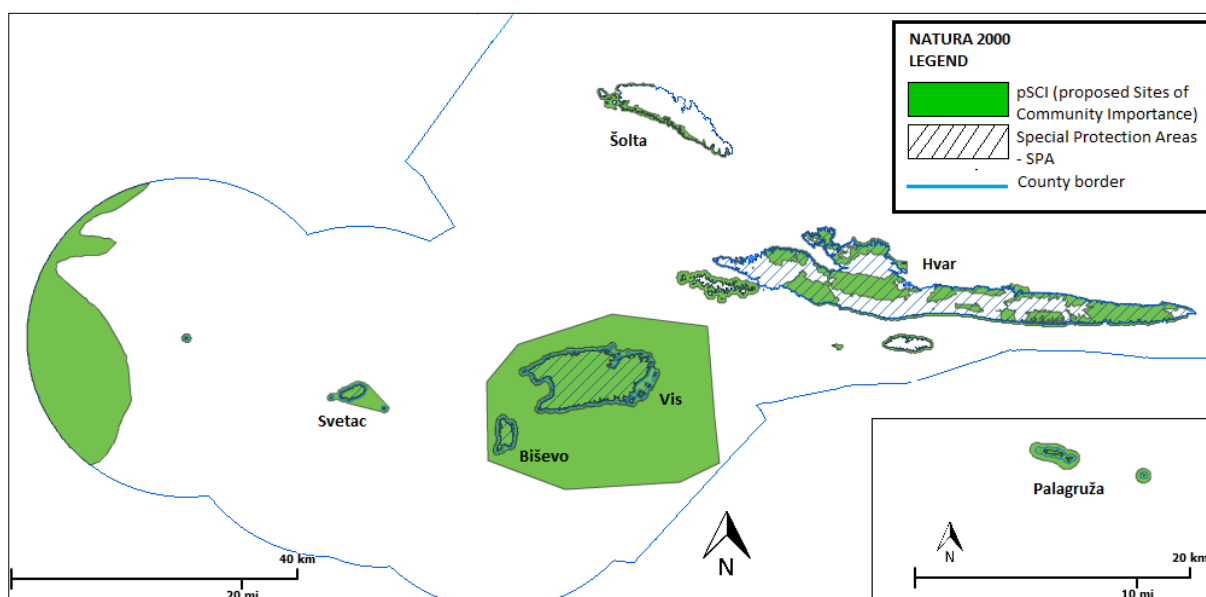 NATURA 2000
LEGEND
pSCI (proposed Sites of
Community Importance)
Special Protection Areas
- SPA
County border
Šolta
Hvar
Vis
Svetac
Biševo
Palagruža
N
N
40 km
20 mi
20 km
10 mi